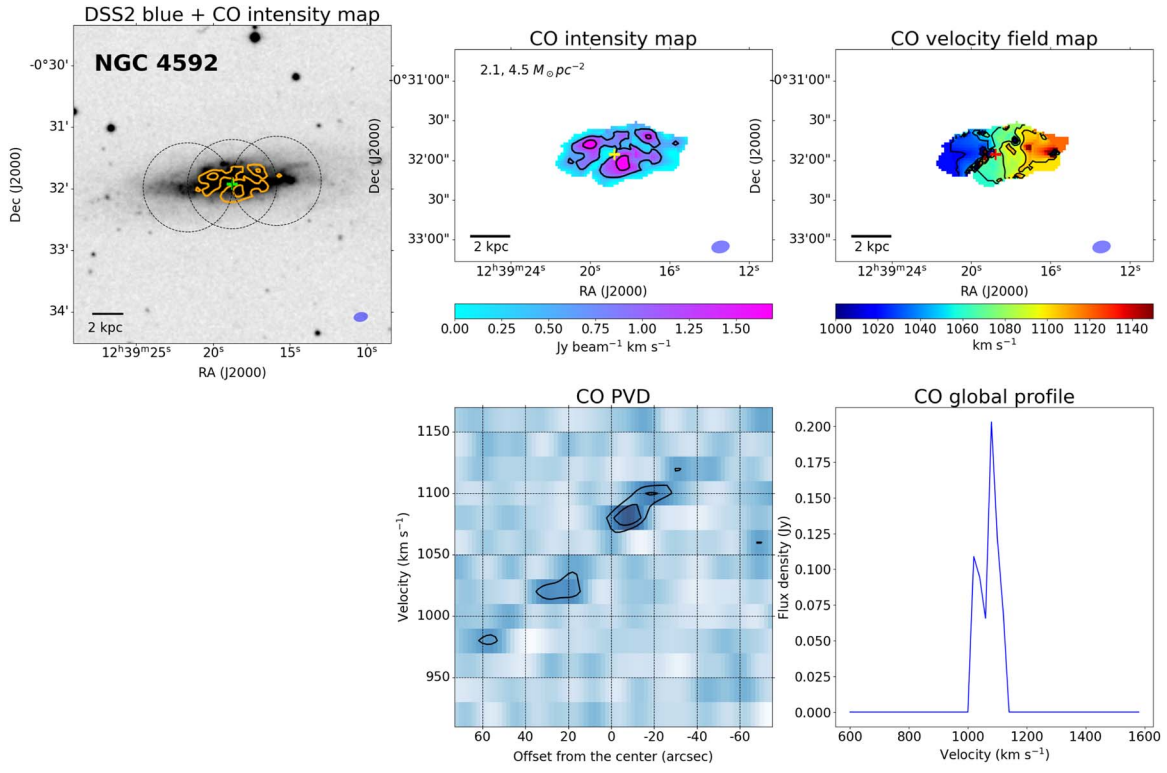 DSS2 blue + CO intensity map
NGC 4592
-0°30'
31'
32'
33'
34'
Dec (J2000)
2 kpc
12ʰ39ᵐ25ˢ
20ˢ
15ˢ
10ˢ
RA (J2000)
CO intensity map
2.1, 4.5 M⊙pc⁻²
-0°31'00"
30"
32'00"
30"
33'00"
Dec (J2000)
2 kpc
12ʰ39ᵐ24ˢ
20ˢ
16ˢ
12ˢ
RA (J2000)
0.00
0.25
0.50
0.75
1.00
1.25
1.50
Jy beam⁻¹ km s⁻¹
CO velocity field map
-0°31'00"
30"
32'00"
30"
33'00"
Dec (J2000)
2 kpc
12ʰ39ᵐ24ˢ
20ˢ
16ˢ
12ˢ
RA (J2000)
1000
1020
1060
1080
1100
1120
1140
km s⁻¹
CO PVD
1150
1100
1050
1000
950
Velocity (km s⁻¹)
60
40
20
0
-20
-40
-60
Offset from the center (arcsec)
CO global profile
0.200
0.175
0.150
0.125
0.100
0.075
0.050
0.025
0.000
Flux density (Jy)
600
800
1000
1200
1400
1600
Velocity (km s⁻¹)